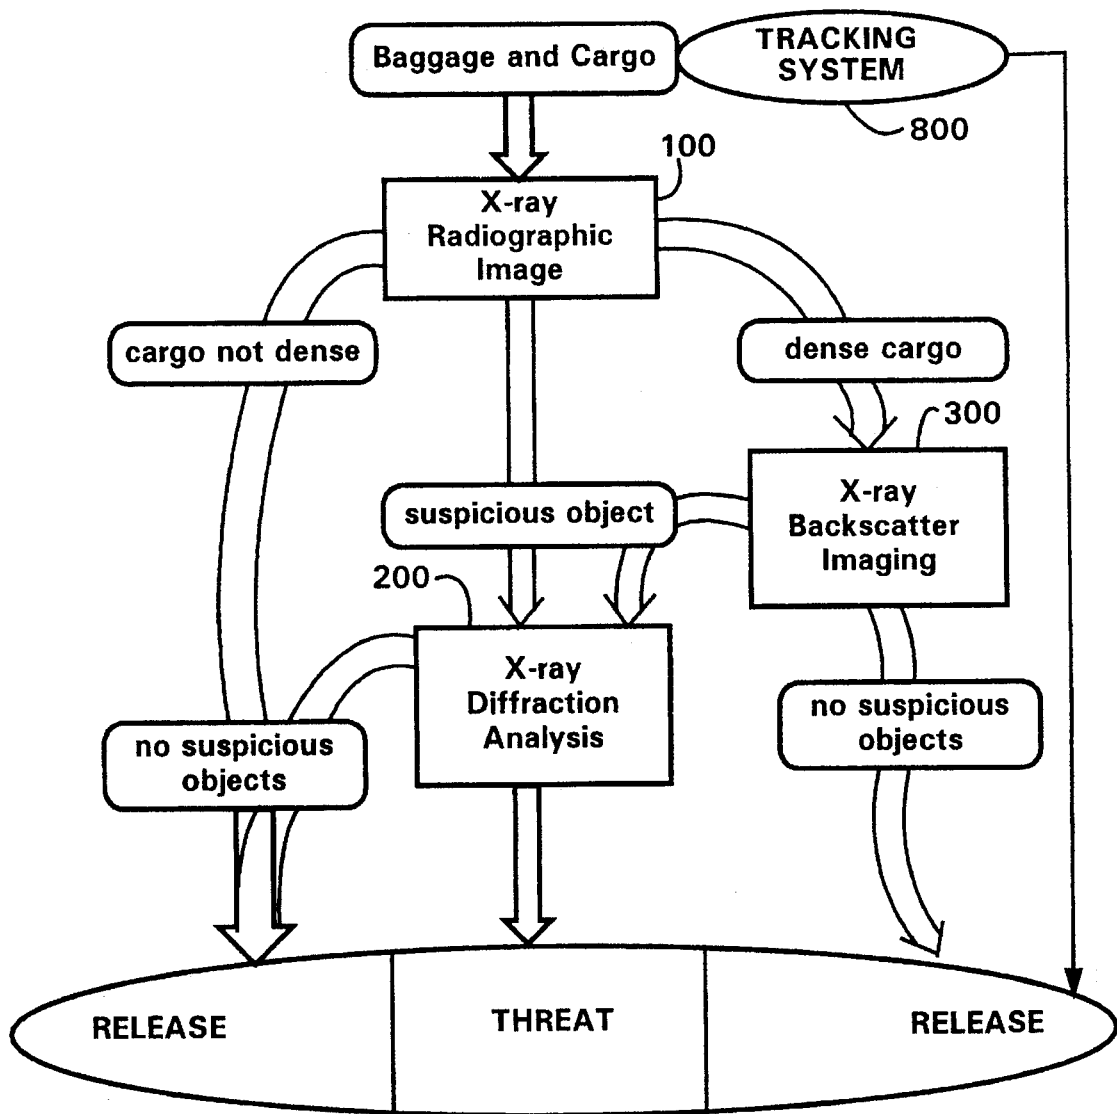 Baggage and Cargo
TRACKING
SYSTEM
800
100
X-ray
Radiographic
Image
cargo not dense
dense cargo
300
X-ray
Backscatter
Imaging
suspicious object
200
X-ray
Diffraction
Analysis
no suspicious
objects
no suspicious
objects
RELEASE
THREAT
RELEASE